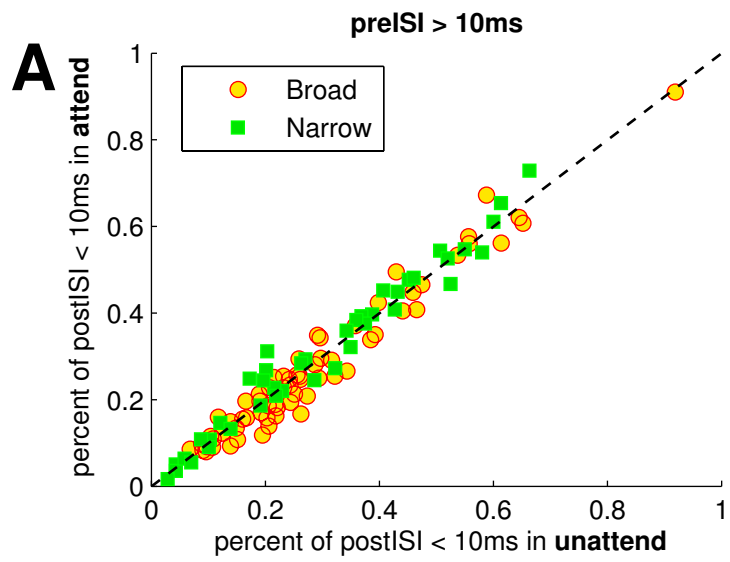 preISI > 10ms
A
percent of postISI < 10ms in attend
1
0.8
0.6
0.4
0.2
0
Broad
Narrow
0
0.2
0.4
0.6
0.8
1
percent of postISI < 10ms in unattend